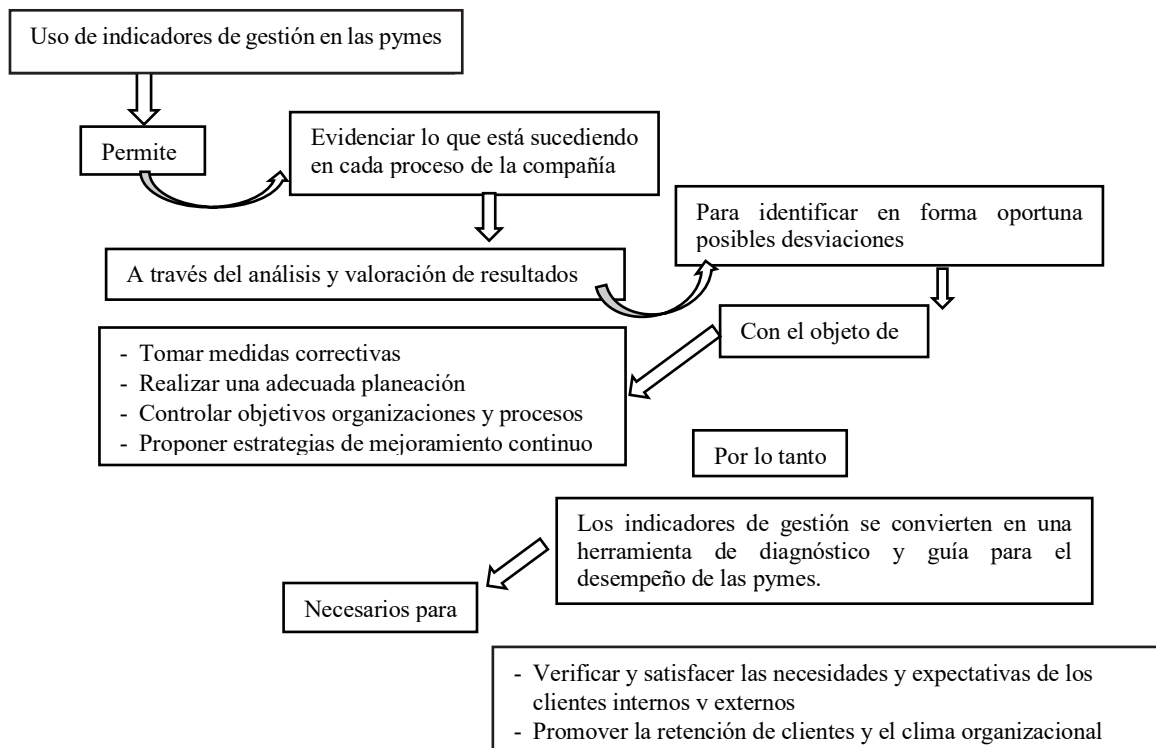 Uso de indicadores de gestión en las pymes
Permite
Evidenciar lo que está sucediendo
en cada proceso de la compañía
Para identificar en forma oportuna
posibles desviaciones
A través del análisis y valoración de resultados
Con el objeto de
- Tomar medidas correctivas
- Realizar una adecuada planeación
- Controlar objetivos organizaciones y procesos
- Proponer estrategias de mejoramiento continuo
Por lo tanto
Los indicadores de gestión se convierten en una
herramienta de diagnóstico y guía para el
desempeño de las pymes.
Necesarios para
- Verificar y satisfacer las necesidades y expectativas de los
clientes internos y externos
- Promover la retención de clientes y el clima organizacional